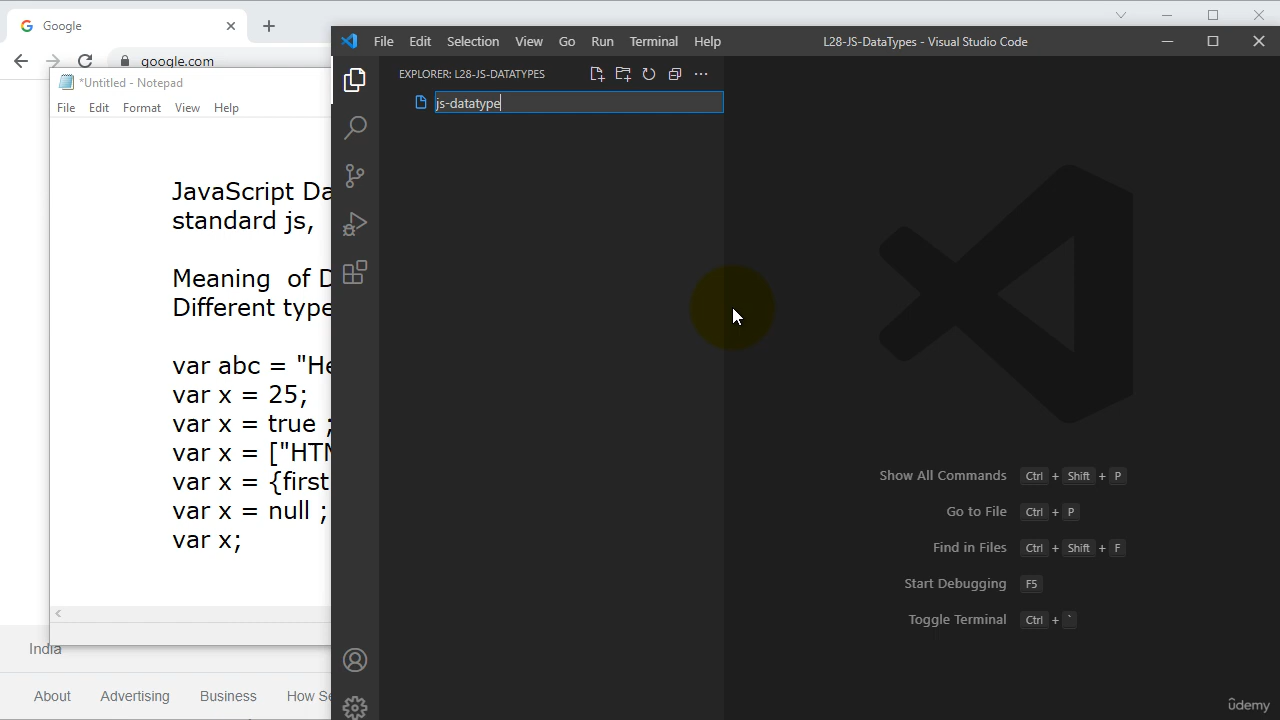 Google
google.com
*Untitled - Notepad
File Edit Format View Help
JavaScript Da
standard js,
Meaning of D
Different type
var abc = "He
var x = 25;
var x = true ;
var x = ["HTM
var x = {first
var x = null ;
var x;
India
About Advertising Business How Se
File Edit Selection View Go Run Terminal Help
L28-JS-DataTypes - Visual Studio Code
EXPLORER: L28-JS-DATATYPES
js-datatype
Show All Commands Ctrl + Shift + P
Go to File Ctrl + P
Find in Files Ctrl + Shift + F
Start Debugging F5
Toggle Terminal Ctrl + `
ûdemy